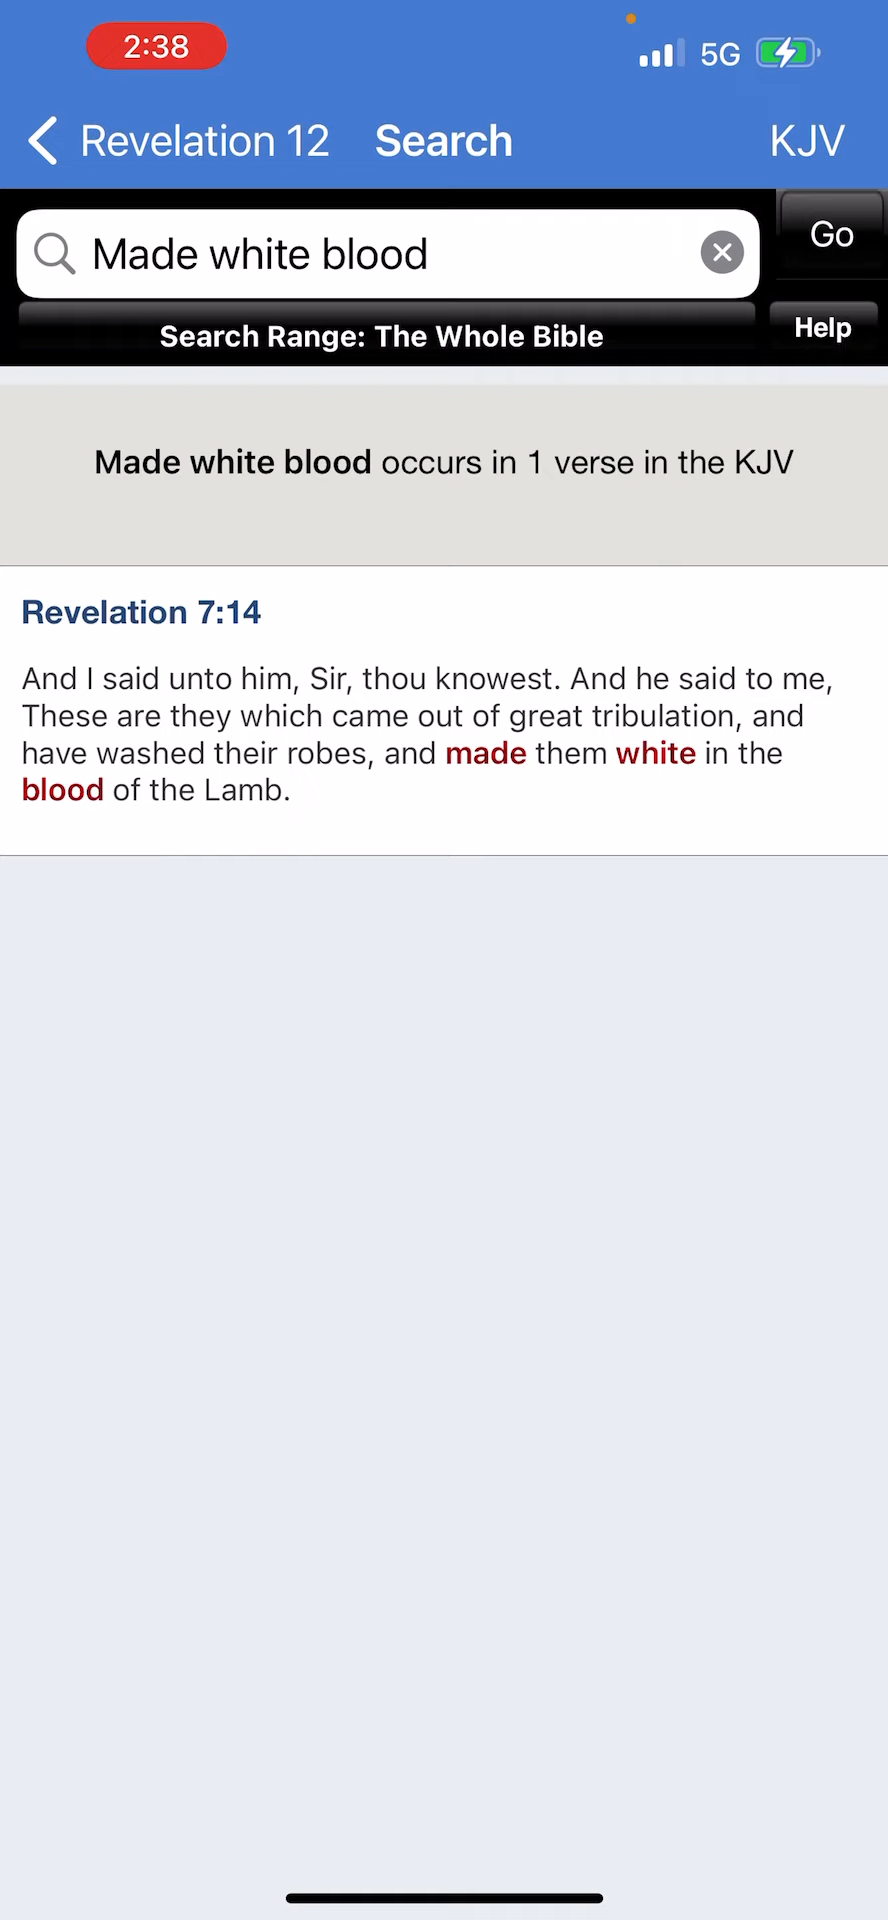 2:38
5G
Revelation 12 Search KJV
Made white blood
Go
Search Range: The Whole Bible
Help
Made white blood occurs in 1 verse in the KJV
Revelation 7:14
And I said unto him, Sir, thou knowest. And he said to me,
These are they which came out of great tribulation, and
have washed their robes, and made them white in the
blood of the Lamb.